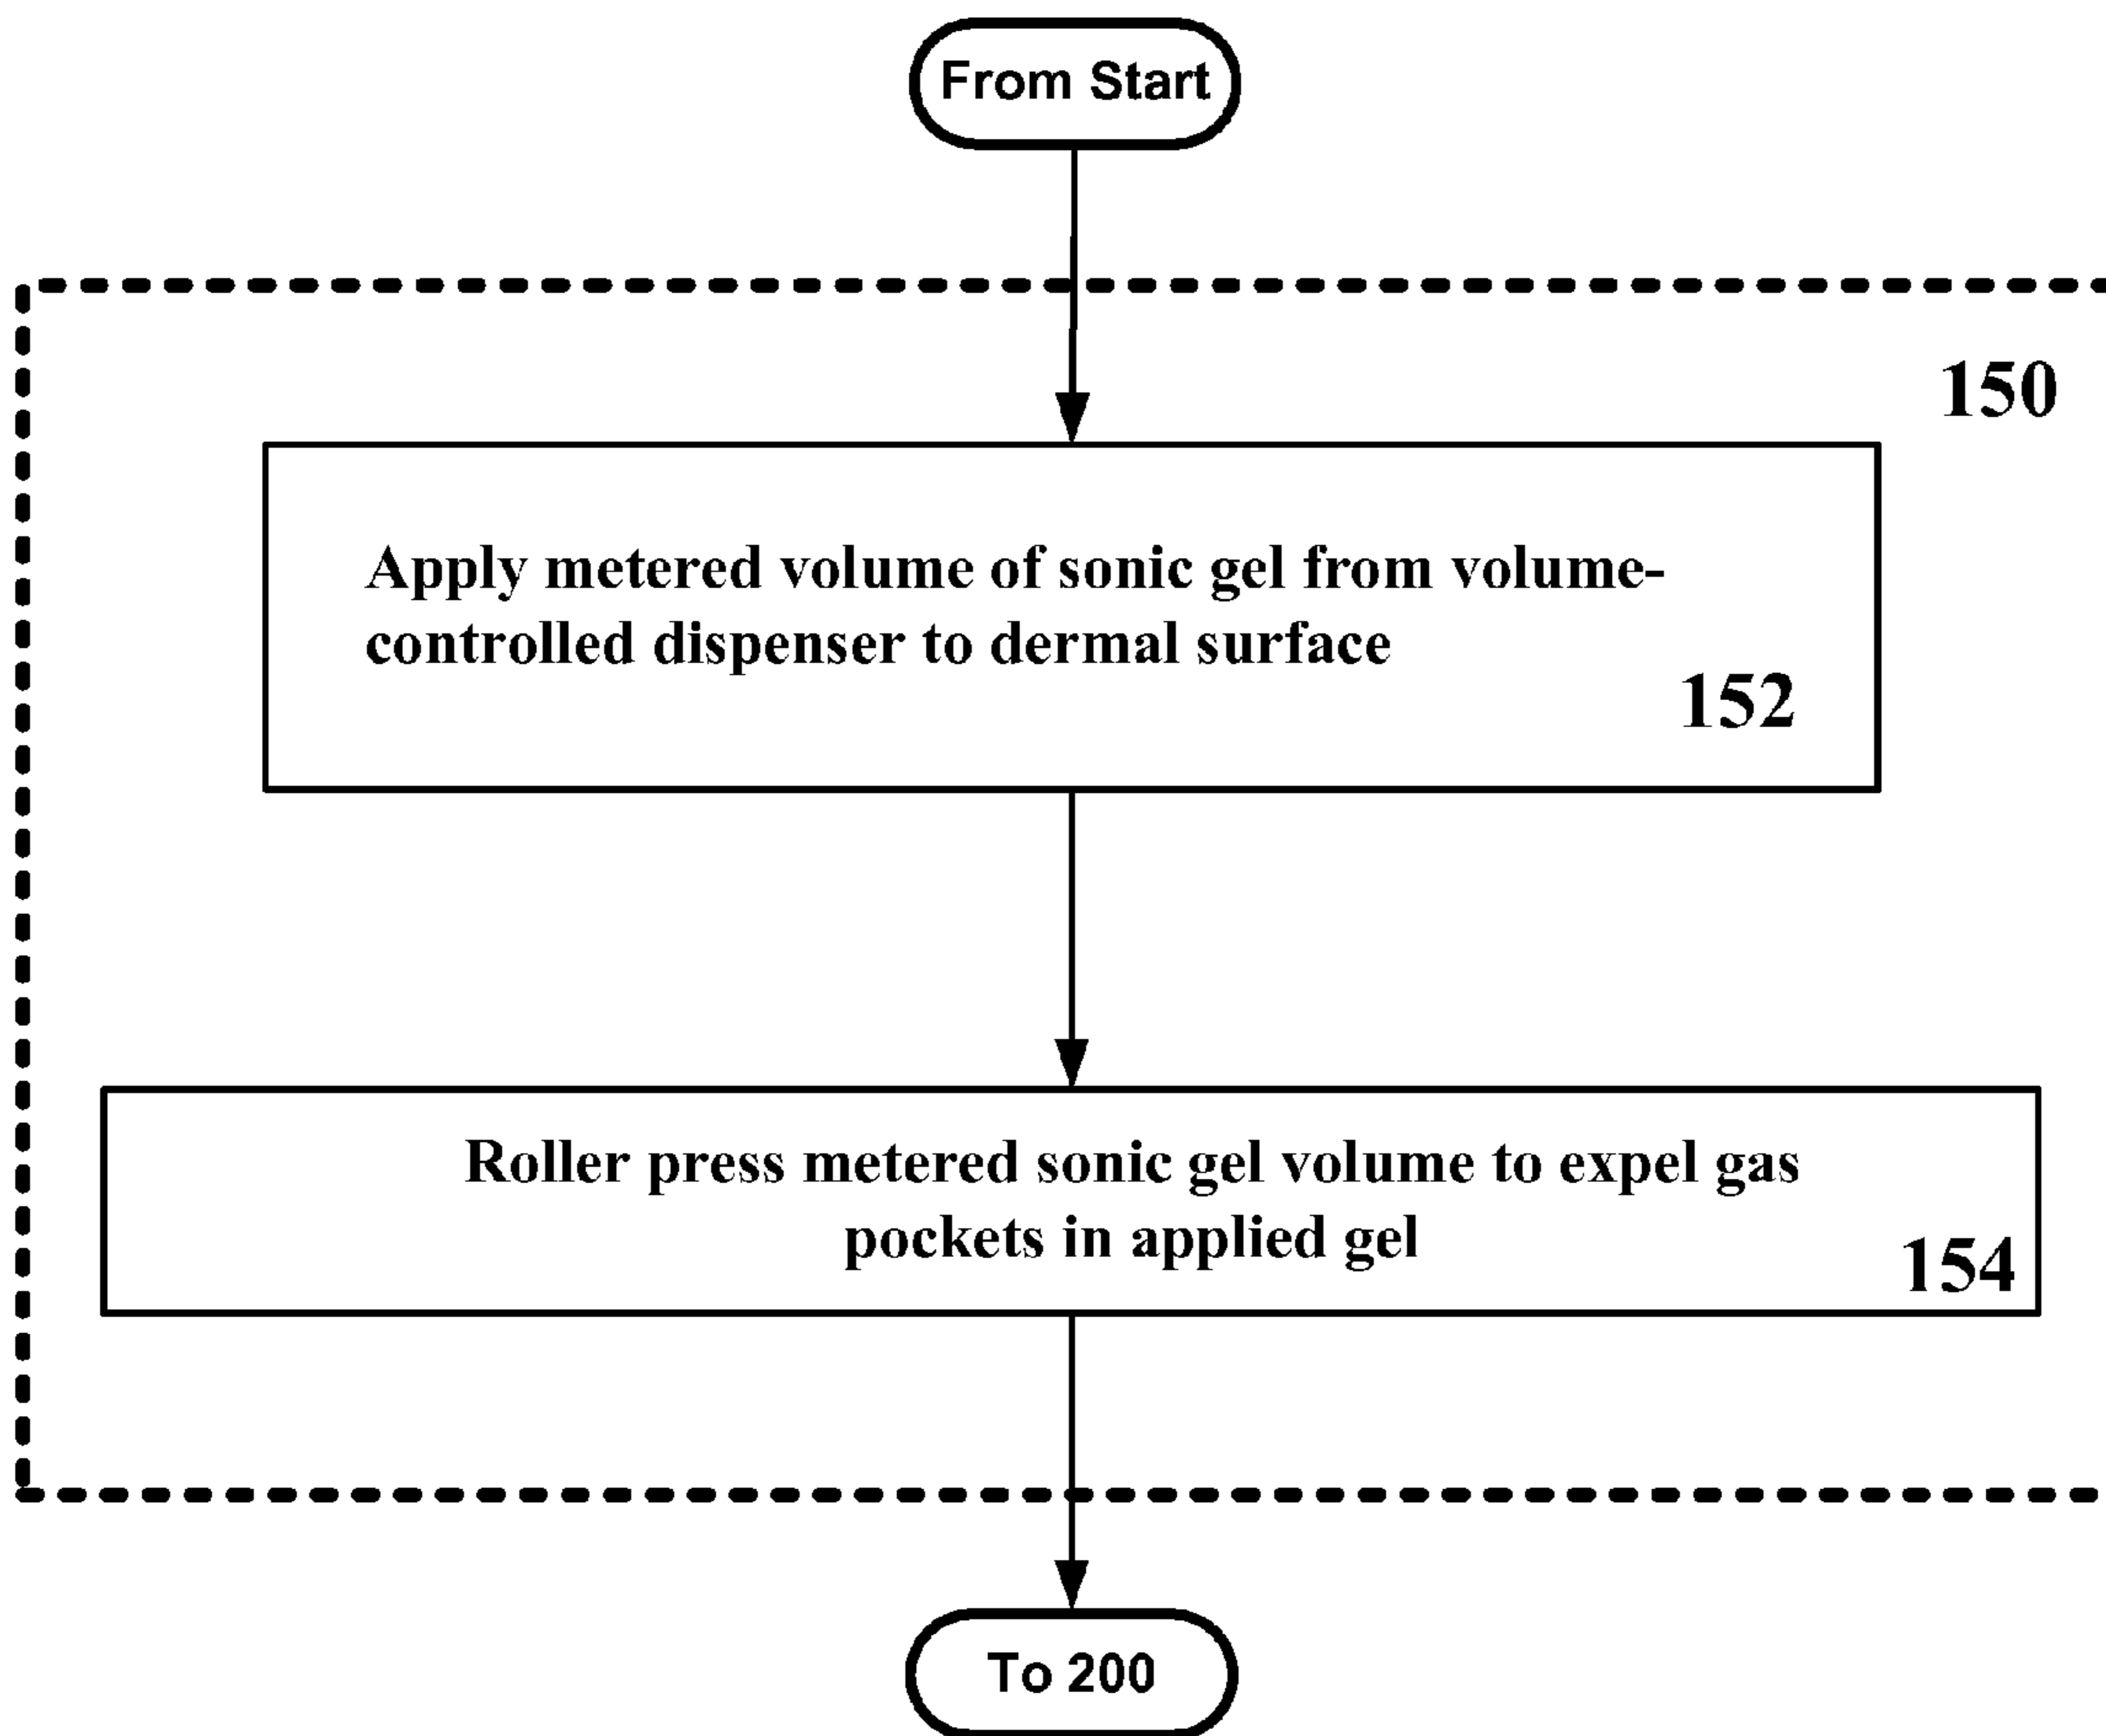 From Start
150
Apply metered volume of sonic gel from volume-
controlled dispenser to dermal surface
152
Roller press metered sonic gel volume to expel gas
pockets in applied gel
154
To 200